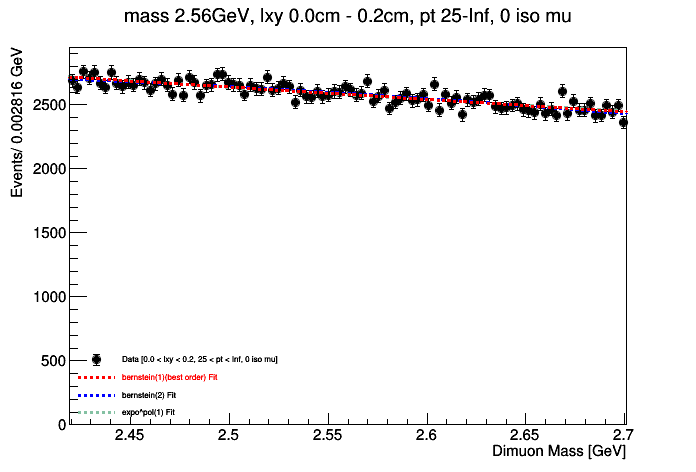 mass 2.56GeV, lxy 0.0cm - 0.2cm, pt 25-Inf, 0 iso mu
Events/ 0.002816 GeV
2500
2000
1500
1000
500
0
Data [0.0 < lxy < 0.2, 25 < pt < Inf, 0 iso mu]
bernstein(1)(best order) Fit
bernstein(2) Fit
expo^pol(1) Fit
2.45 2.5 2.55 2.6 2.65 2.7
Dimuon Mass [GeV]